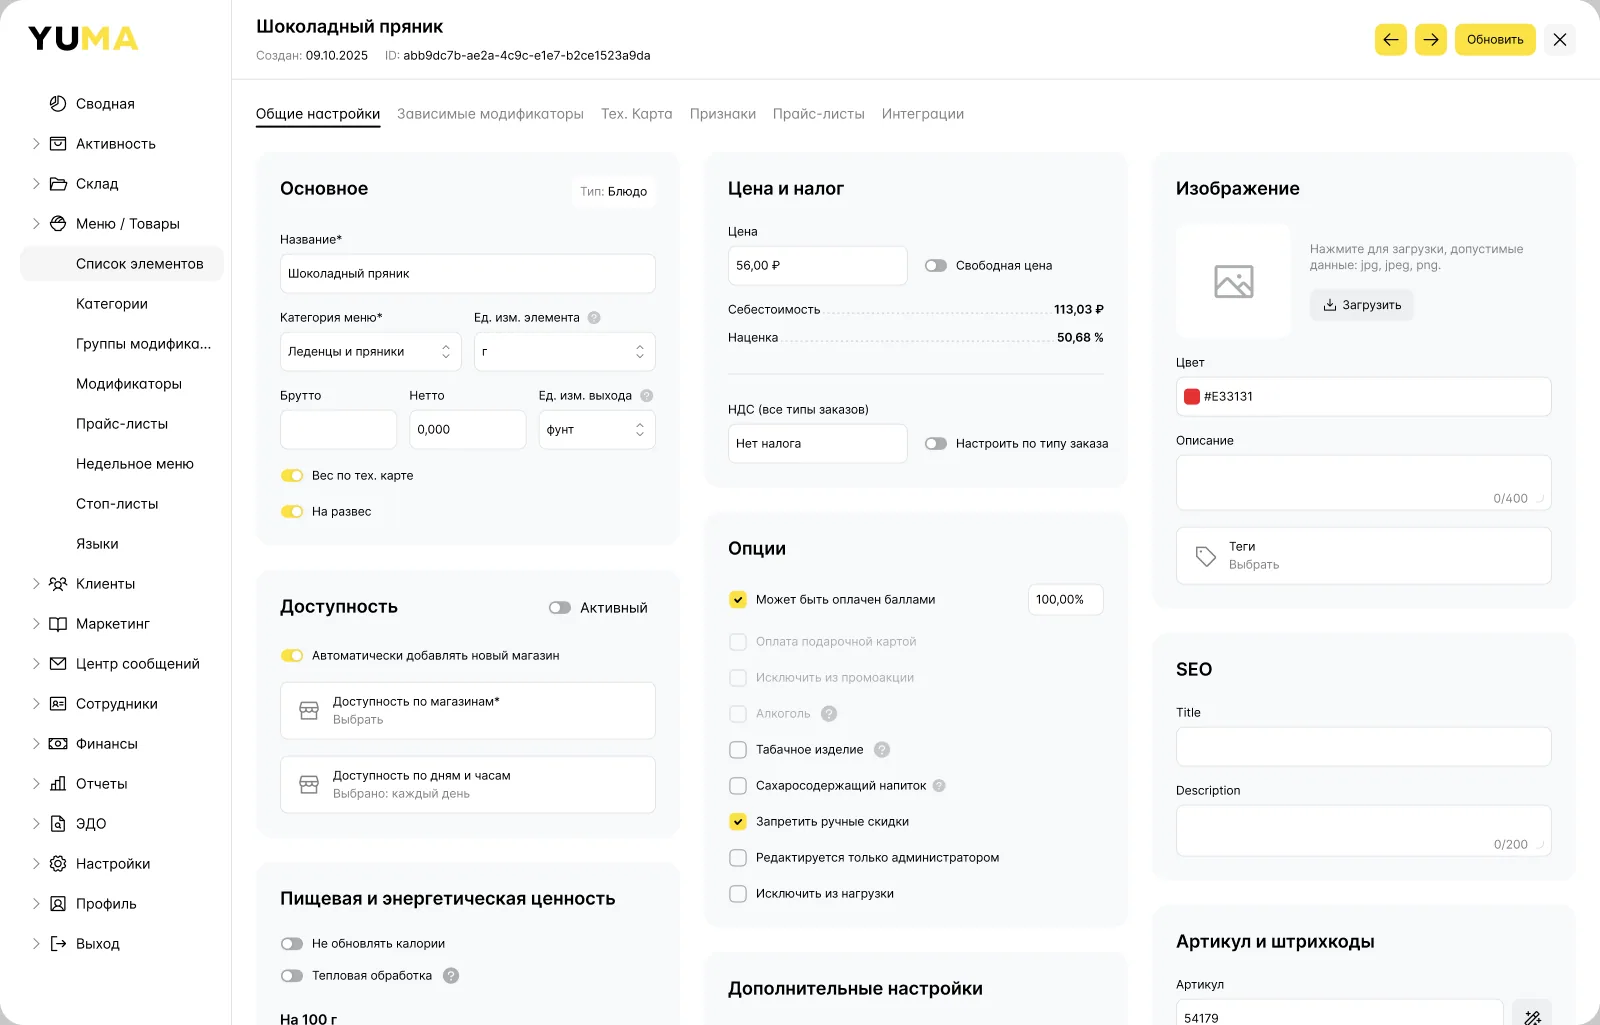 YUMA
Сводная
Активность
Склад
Меню / Товары
Список элементов
Категории
Группы модифика...
Модификаторы
Прайс-листы
Недельное меню
Стоп-листы
Языки
Клиенты
Маркетинг
Центр сообщений
Сотрудники
Финансы
Отчеты
ЭДО
Настройки
Профиль
Выход
Шоколадный пряник
Создан: 09.10.2025 ID: abb9dc7b-ae2a-4c9c-e1e7-b2ce1523a9da
Обновить
Общие настройки Зависимые модификаторы Тех. Карта Признаки Прайс-листы Интеграции
Основное
Тип: Блюдо
Название*
Шоколадный пряник
Категория меню* Ед. изм. элемента ?
Леденцы и пряники г
Брутто Нетто Ед. изм. выхода ?
0,000 фунт
Вес по тех. карте
На развес
Доступность
Активный
Автоматически добавлять новый магазин
Доступность по магазинам*
Выбрать
Доступность по дням и часам
Выбрано: каждый день
Пищевая и энергетическая ценность
Не обновлять калории
Тепловая обработка ?
На 100 г
Цена и налог
Цена
56,00 ₽ Свободная цена
Себестоимость 113,03 ₽
Наценка 50,68 %
НДС (все типы заказов)
Нет налога Настроить по типу заказа
Опции
Может быть оплачен баллами 100,00%
Оплата подарочной картой
Исключить из промоакции
Алкоголь ?
Табачное изделие ?
Сахаросодержащий напиток ?
Запретить ручные скидки
Редактируется только администратором
Исключить из нагрузки
Дополнительные настройки
Изображение
Нажмите для загрузки, допустимые
данные: jpg, jpeg, png.
Загрузить
Цвет
#E33131
Описание
0/400
Теги
Выбрать
SEO
Title
Description
0/200
Артикул и штрихкоды
Артикул
54179